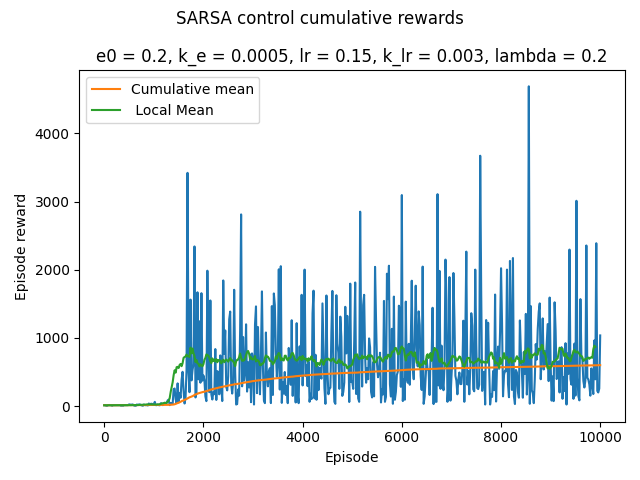 SARSA control cumulative rewards
e0 = 0.2, k_e = 0.0005, lr = 0.15, k_lr = 0.003, lambda = 0.2
Cumulative mean
Local Mean
Episode reward
4000
3000
2000
1000
0
0 2000 4000 6000 8000 10000
Episode